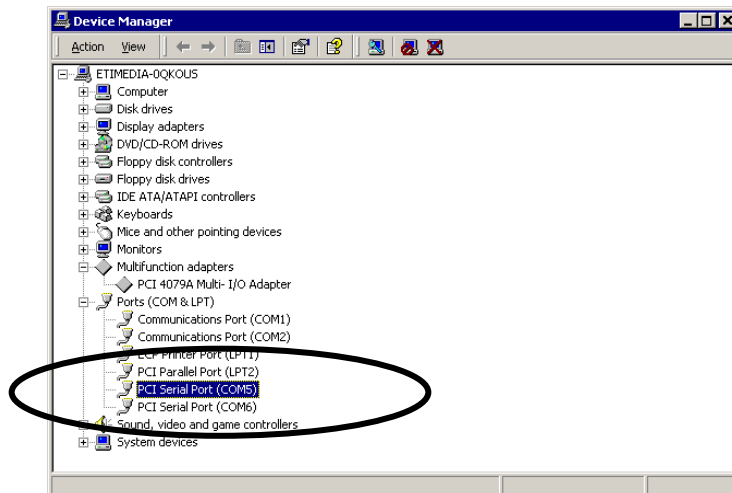 Device Manager
Action View
ETIMEDIA-0QKOUS
Computer
Disk drives
Display adapters
DVD/CD-ROM drives
Floppy disk controllers
Floppy disk drives
IDE ATA/ATAPI controllers
Keyboards
Mice and other pointing devices
Monitors
Multifunction adapters
PCI 4079A Multi- I/O Adapter
Ports (COM & LPT)
Communications Port (COM1)
Communications Port (COM2)
ECP Printer Port (LPT1)
PCI Parallel Port (LPT2)
PCI Serial Port (COM5)
PCI Serial Port (COM6)
Sound, video and game controllers
System devices